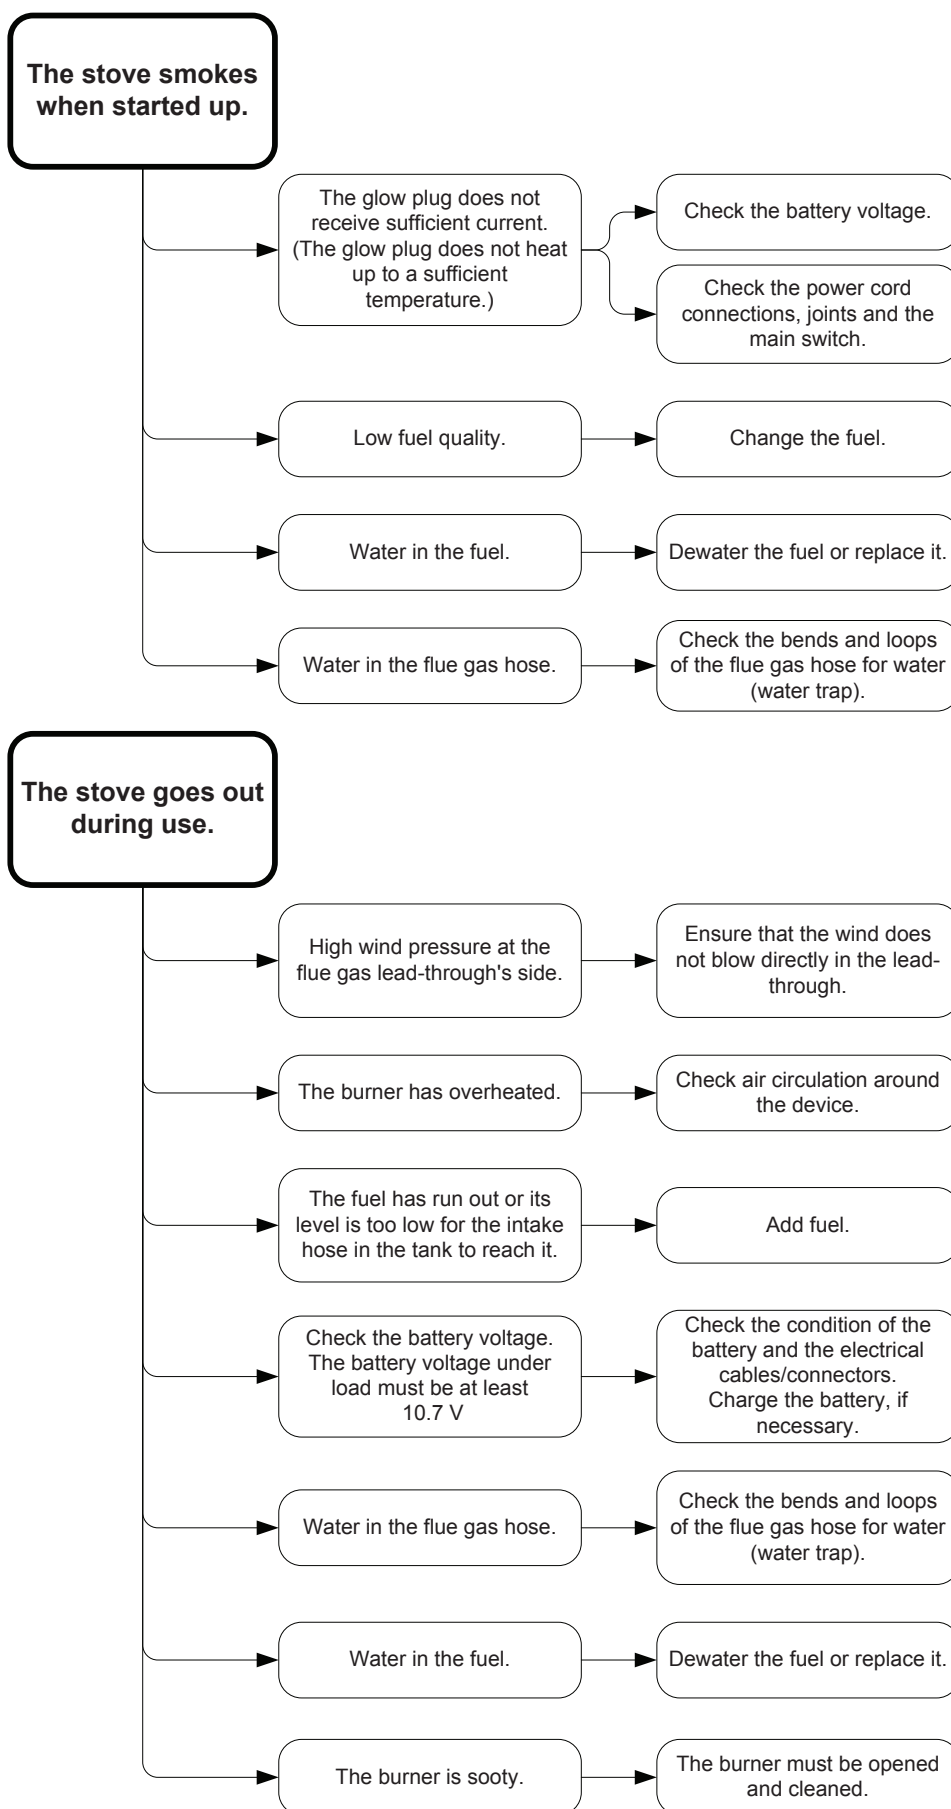 The stove smokes
when started up.
The glow plug does not
receive sufficient current.
(The glow plug does not heat
up to a sufficient
temperature.)
Check the battery voltage.
Check the power cord
connections, joints and the
main switch.
Low fuel quality.
Change the fuel.
Water in the fuel.
Dewater the fuel or replace it.
Water in the flue gas hose.
Check the bends and loops
of the flue gas hose for water
(water trap).
The stove goes out
during use.
High wind pressure at the
flue gas lead-through's side.
Ensure that the wind does
not blow directly in the lead-
through.
The burner has overheated.
Check air circulation around
the device.
The fuel has run out or its
level is too low for the intake
hose in the tank to reach it.
Add fuel.
Check the battery voltage.
The battery voltage under
load must be at least
10.7 V
Check the condition of the
battery and the electrical
cables/connectors.
Charge the battery, if
necessary.
Water in the flue gas hose.
Check the bends and loops
of the flue gas hose for water
(water trap).
Water in the fuel.
Dewater the fuel or replace it.
The burner is sooty.
The burner must be opened
and cleaned.